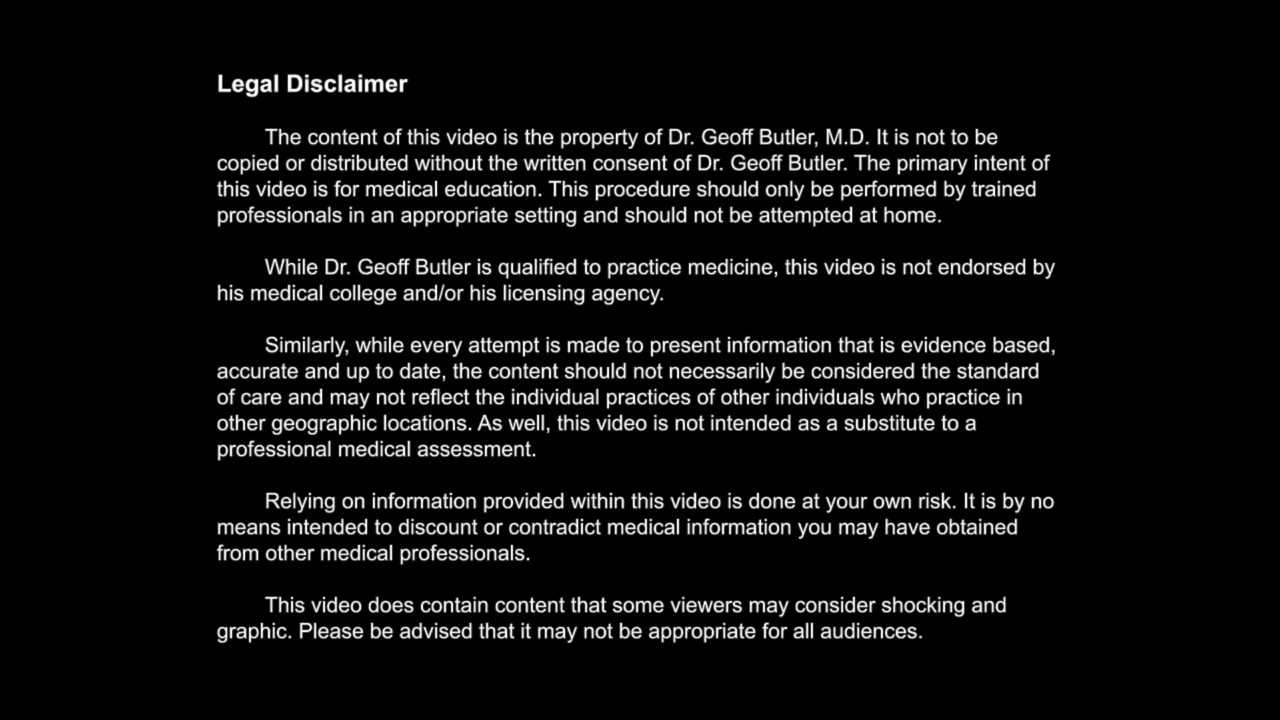 Legal Disclaimer
The content of this video is the property of Dr. Geoff Butler, M.D. It is not to be
copied or distributed without the written consent of Dr. Geoff Butler. The primary intent of
this video is for medical education. This procedure should only be performed by trained
professionals in an appropriate setting and should not be attempted at home.
While Dr. Geoff Butler is qualified to practice medicine, this video is not endorsed by
his medical college and/or his licensing agency.
Similarly, while every attempt is made to present information that is evidence based,
accurate and up to date, the content should not necessarily be considered the standard
of care and may not reflect the individual practices of other individuals who practice in
other geographic locations. As well, this video is not intended as a substitute to a
professional medical assessment.
Relying on information provided within this video is done at your own risk. It is by no
means intended to discount or contradict medical information you may have obtained
from other medical professionals.
This video does contain content that some viewers may consider shocking and
graphic. Please be advised that it may not be appropriate for all audiences.